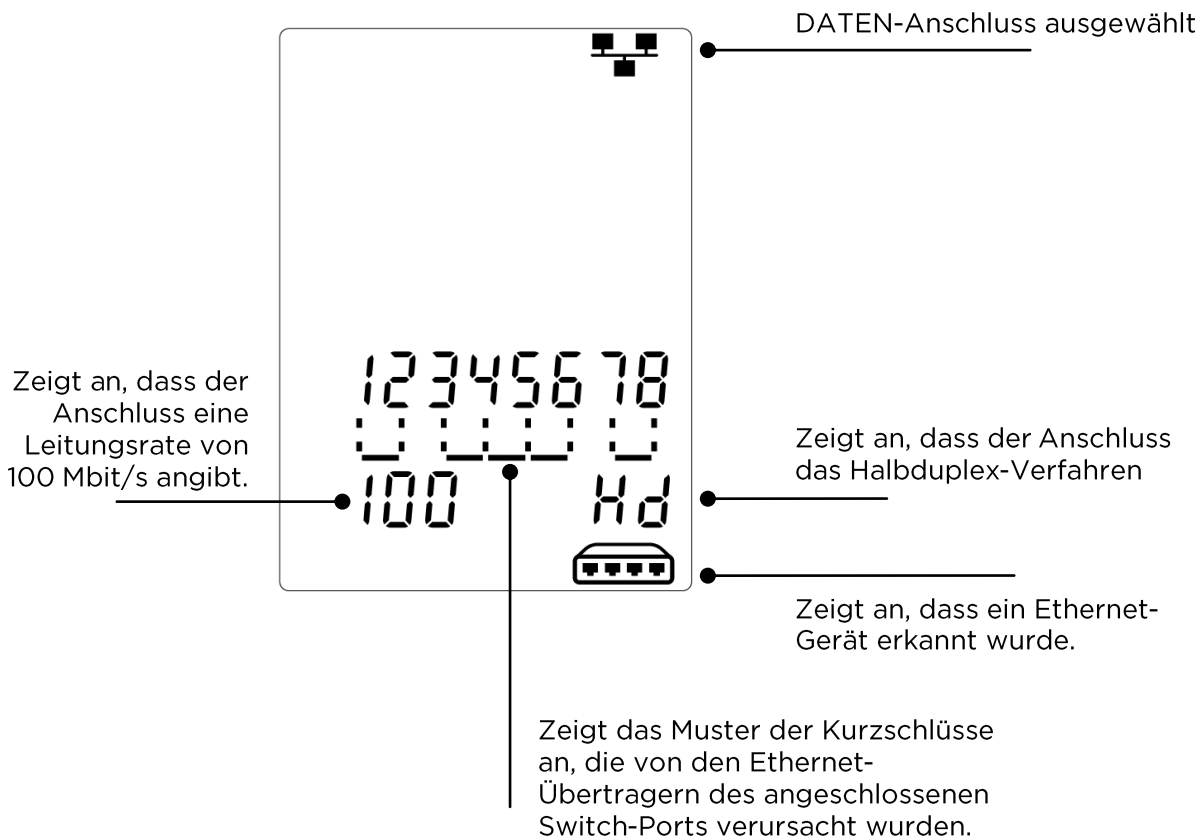 DATEN-Anschluss ausgewählt
12345678
Zeigt an, dass der
Anschluss eine
Leitungsrate von
100 Mbit/s angibt.
Zeigt an, dass der Anschluss
das Halbduplex-Verfahren
100 Hd
Zeigt an, dass ein Ethernet-
Gerät erkannt wurde.
Zeigt das Muster der Kurzschlüsse
an, die von den Ethernet-
Übertragern des angeschlossenen
Switch-Ports verursacht wurden.